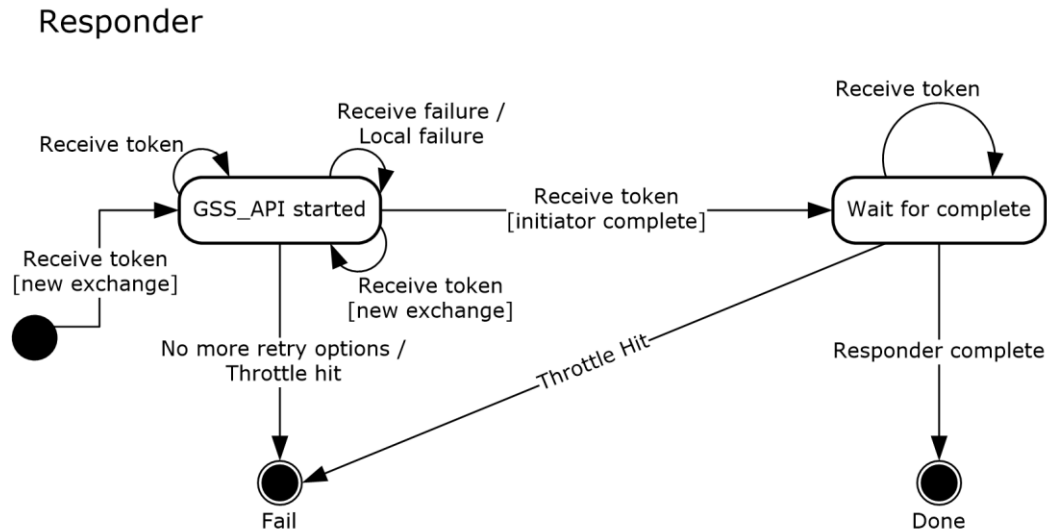 Responder
Receive token
Receive failure /
Local failure
Receive token
Receive token
[new exchange]
GSS_API started
Receive token
[initiator complete]
Wait for complete
Receive token
[new exchange]
No more retry options /
Throttle hit
Throttle Hit
Responder complete
Fail
Done